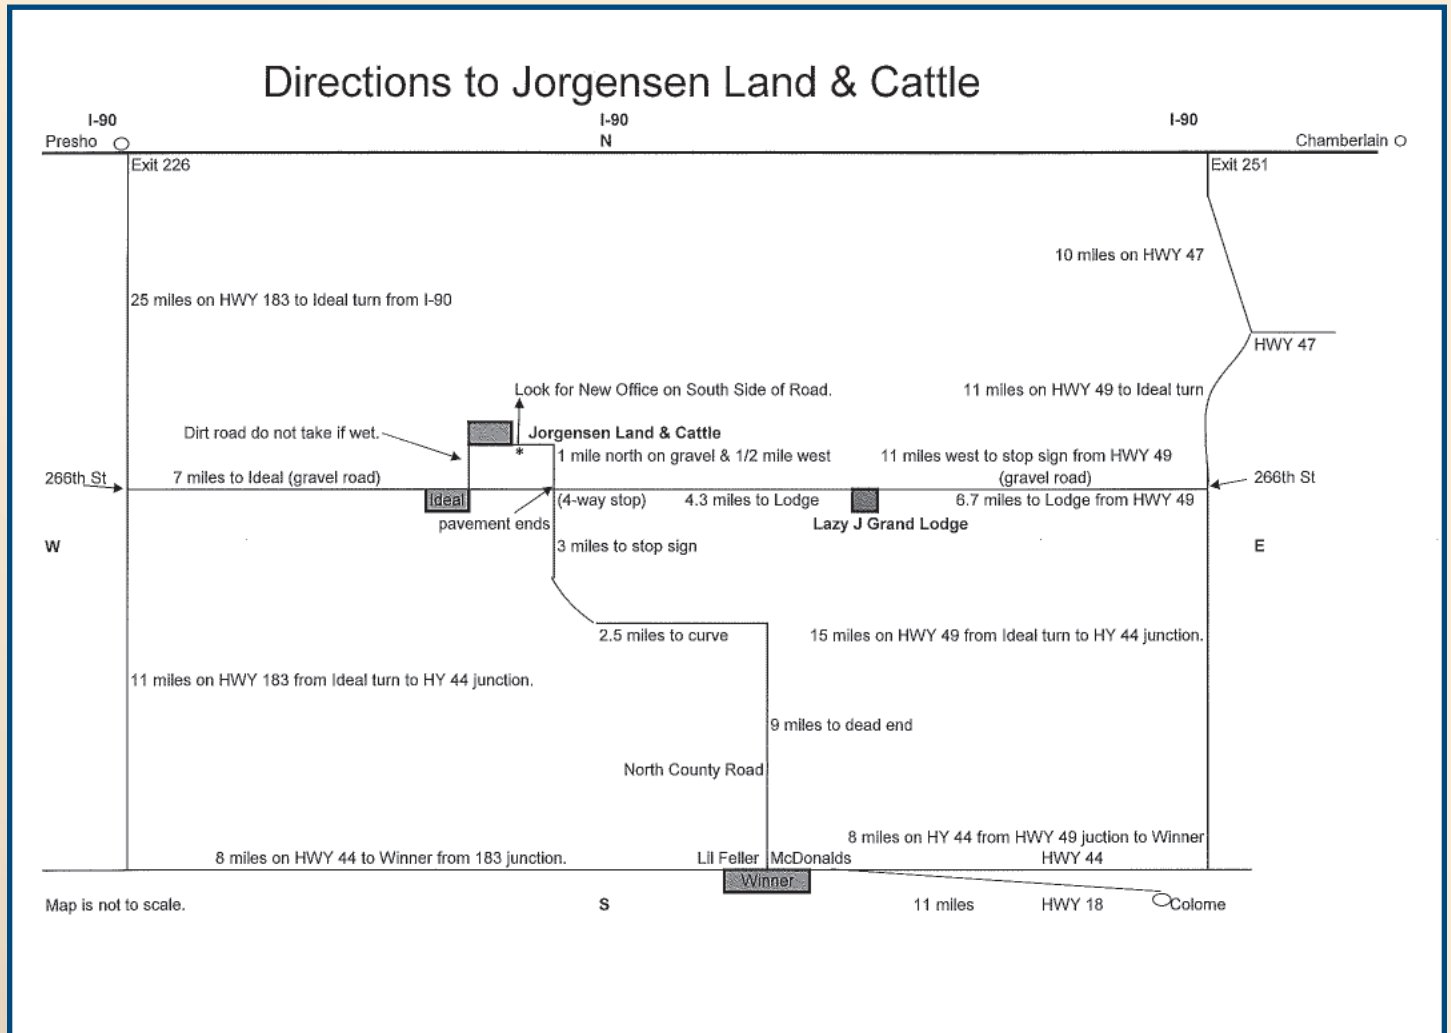 Directions to Jorgensen Land & Cattle
I-90 I-90 I-90
Presho N Chamberlain
Exit 226 Exit 251
10 miles on HWY 47
25 miles on HWY 183 to Ideal turn from I-90
HWY 47
Look for New Office on South Side of Road. 11 miles on HWY 49 to Ideal turn
Dirt road do not take if wet. Jorgensen Land & Cattle
*
1 mile north on gravel & 1/2 mile west 11 miles west to stop sign from HWY 49
266th St 7 miles to Ideal (gravel road) (gravel road) 266th St
Ideal (4-way stop) 4.3 miles to Lodge 6.7 miles to Lodge from HWY 49
pavement ends Lazy J Grand Lodge
W 3 miles to stop sign E
2.5 miles to curve 15 miles on HWY 49 from Ideal turn to HY 44 junction.
11 miles on HWY 183 from Ideal turn to HY 44 junction.
9 miles to dead end
North County Road
8 miles on HY 44 from HWY 49 juction to Winner
8 miles on HWY 44 to Winner from 183 junction. Lil Feller McDonalds HWY 44
Winner
Map is not to scale. S 11 miles HWY 18 Colome